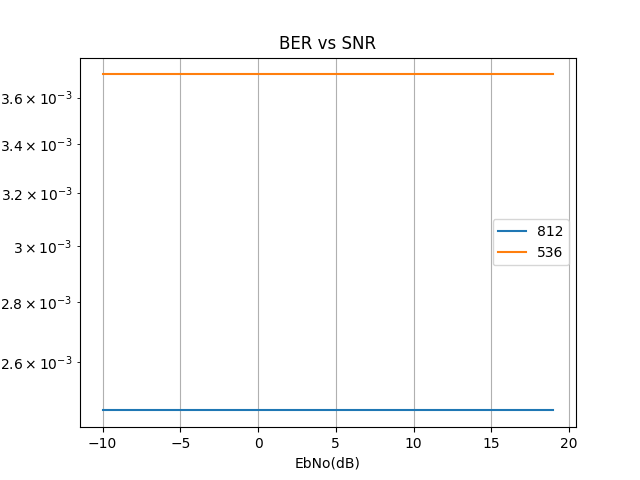 BER vs SNR
3.6 × 10⁻³
3.4 × 10⁻³
3.2 × 10⁻³
3 × 10⁻³
2.8 × 10⁻³
2.6 × 10⁻³
812
536
−10 −5 0 5 10 15 20
EbNo(dB)